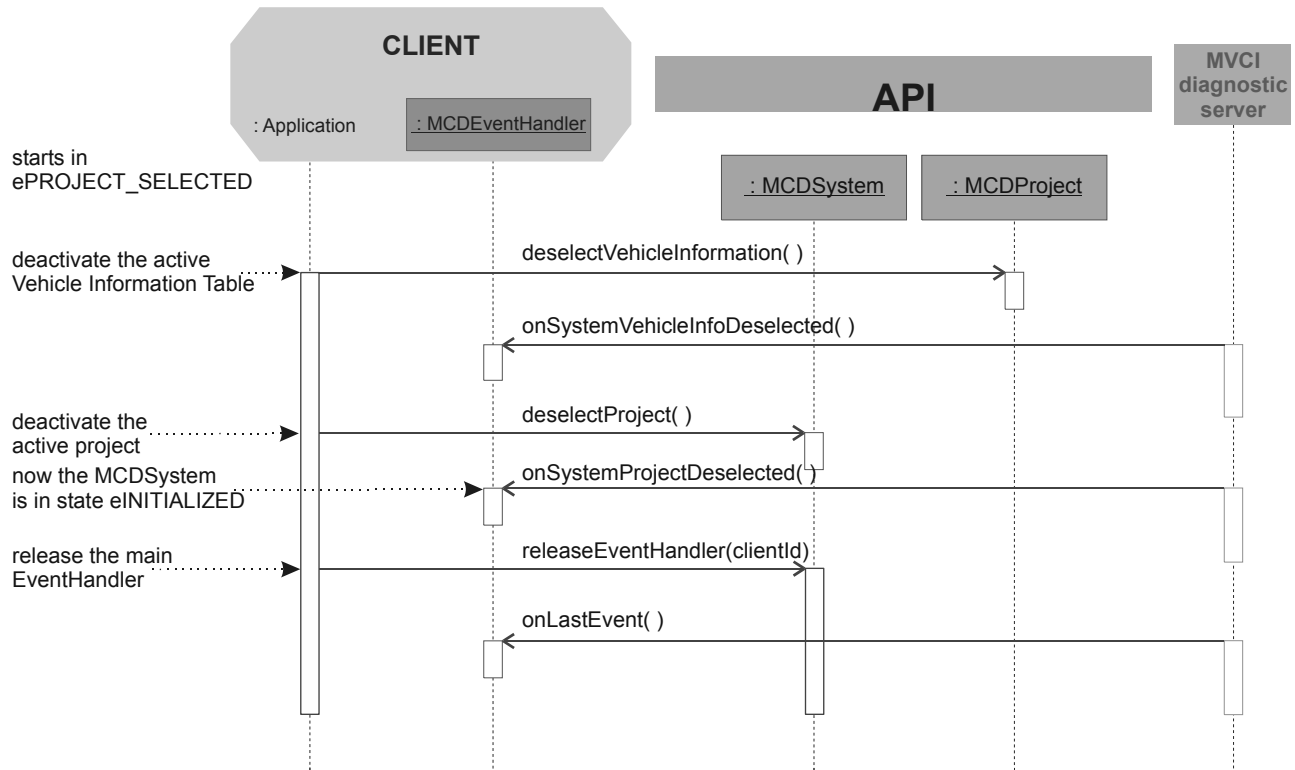 CLIENT
: Application
: MCDEventHandler
API
MVCI
diagnostic
server
starts in
ePROJECT_SELECTED
: MCDSystem
: MCDProject
deactivate the active
Vehicle Information Table
deselectVehicleInformation( )
onSystemVehicleInfoDeselected( )
deactivate the
active project
deselectProject( )
now the MCDSystem
is in state eINITIALIZED
onSystemProjectDeselected( )
release the main
EventHandler
releaseEventHandler(clientId)
onLastEvent( )